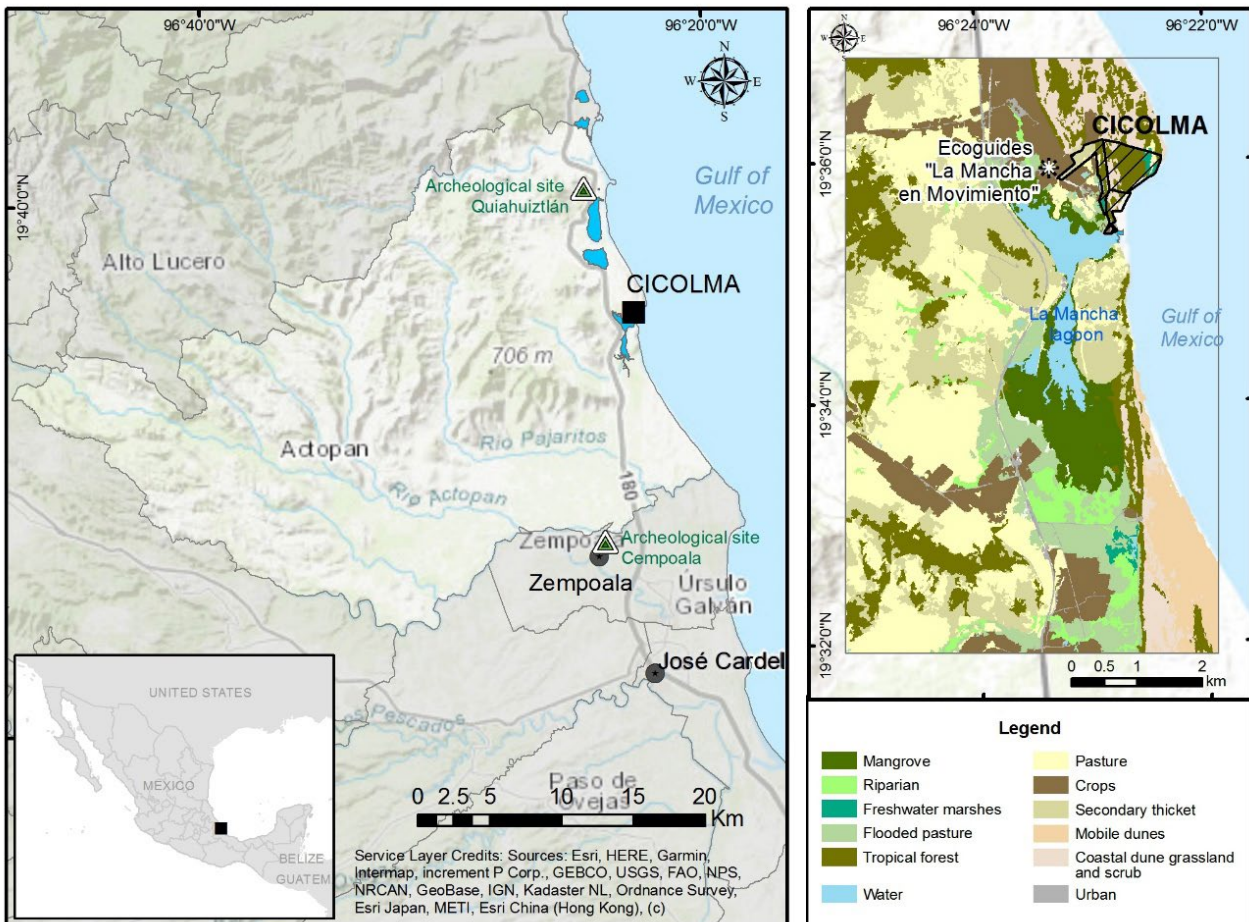 96°40'0"W
96°20'0"W
N
W
E
S
19°40'0"N
Archeological site
Quiahuiztlán
Gulf of
Mexico
Alto Lucero
CICOLMA
706 m
Río Pajaritos
Actopan
Río Actopan
180
Archeological site
Cempoala
Zempoala
Úrsulo
Galván
José Cardel
UNITED STATES
MEXICO
BELIZE
GUATEM
Pescados
Paso de
Ovejas
0 2.5 5 10 15 20
Km
Service Layer Credits: Sources: Esri, HERE, Garmin,
Intermap, increment P Corp., GEBCO, USGS, FAO, NPS,
NRCAN, GeoBase, IGN, Kadaster NL, Ordnance Survey,
Esri Japan, METI, Esri China (Hong Kong), (c)
96°24'0"W
96°22'0"W
N
W
E
S
19°36'0"N
19°34'0"N
19°32'0"N
CICOLMA
Ecoguides
"La Mancha
en Movimiento"
La Mancha
lagoon
Gulf of
Mexico
0 0.5 1 2
km
Legend
Mangrove
Riparian
Freshwater marshes
Flooded pasture
Tropical forest
Water
Pasture
Crops
Secondary thicket
Mobile dunes
Coastal dune grassland
and scrub
Urban